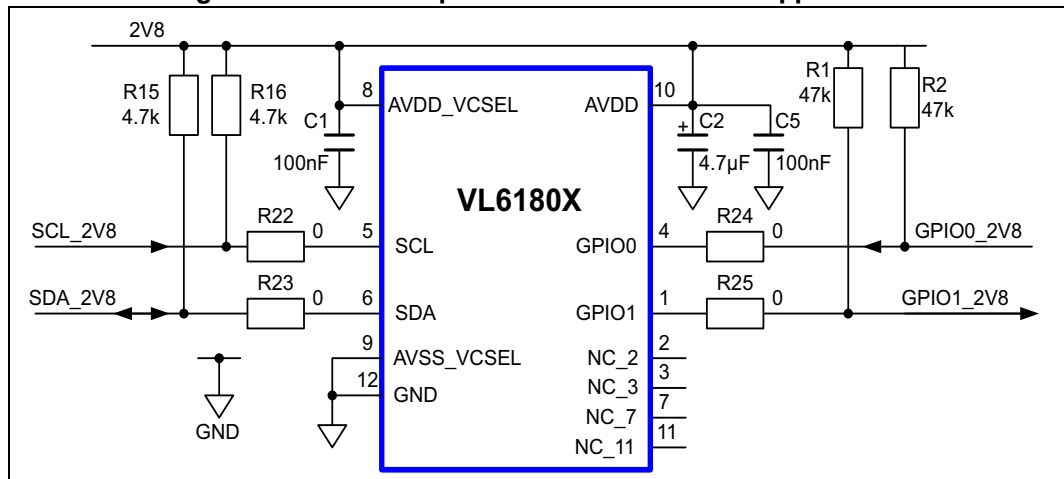 2V8
R15
4.7k
R16
4.7k
C1
100nF
8
AVDD_VCSEL
AVDD
10
+
C2
4.7µF
C5
100nF
R1
47k
R2
47k
VL6180X
SCL_2V8
R22
0
5
SCL
GPIO0
4
R24
0
GPIO0_2V8
SDA_2V8
R23
0
6
SDA
GPIO1
1
R25
0
GPIO1_2V8
9
AVSS_VCSEL
12
GND
NC_2
2
NC_3
3
NC_7
7
NC_11
11
GND